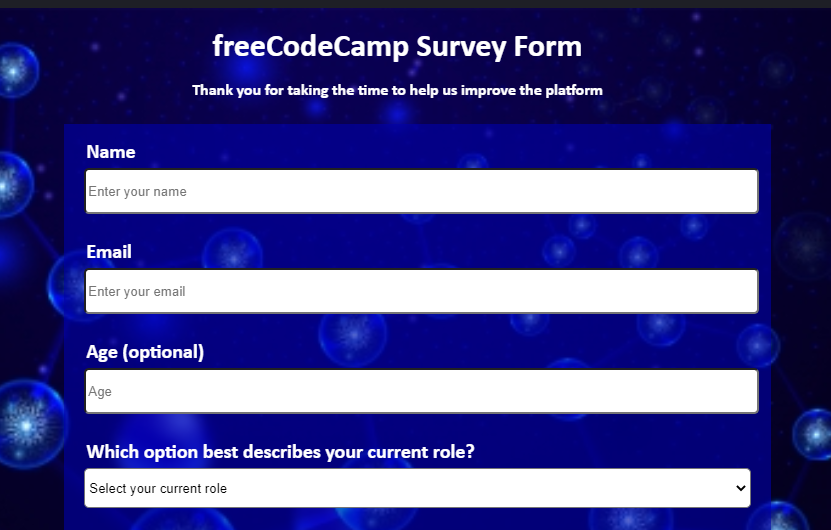 freeCodeCamp Survey Form
Thank you for taking the time to help us improve the platform
Name
Enter your name
Email
Enter your email
Age (optional)
Age
Which option best describes your current role?
Select your current role